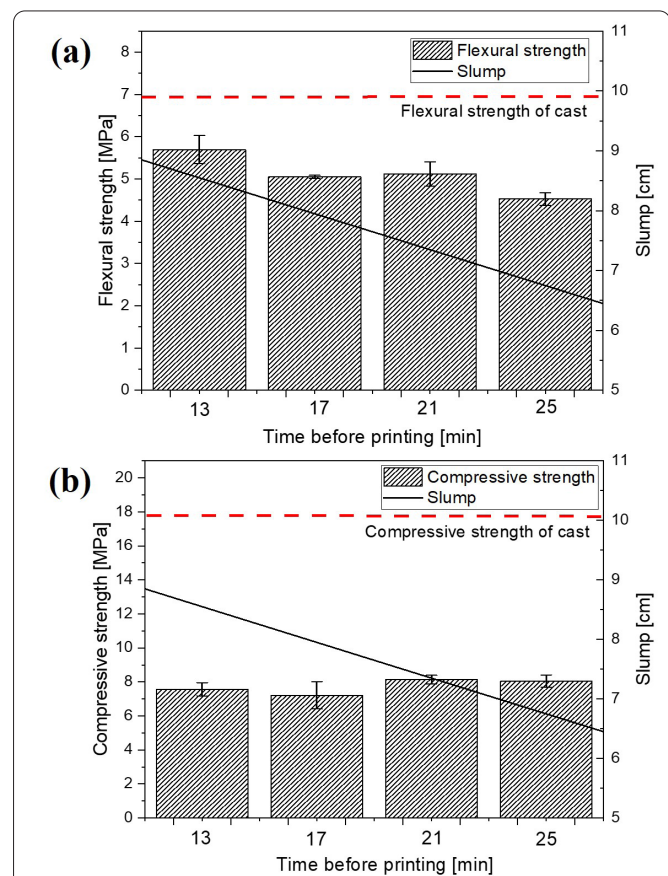 (a)
Flexural strength
Slump
Flexural strength of cast
Flexural strength [MPa]
8
7
6
5
4
3
2
1
0
11
10
9
8
7
6
5
Slump [cm]
13 17 21 25
Time before printing [min]
(b)
Compressive strength
Slump
Compressive strength of cast
Compressive strength [MPa]
20
18
16
14
12
10
8
6
4
2
0
11
10
9
8
7
6
5
Slump [cm]
13 17 21 25
Time before printing [min]